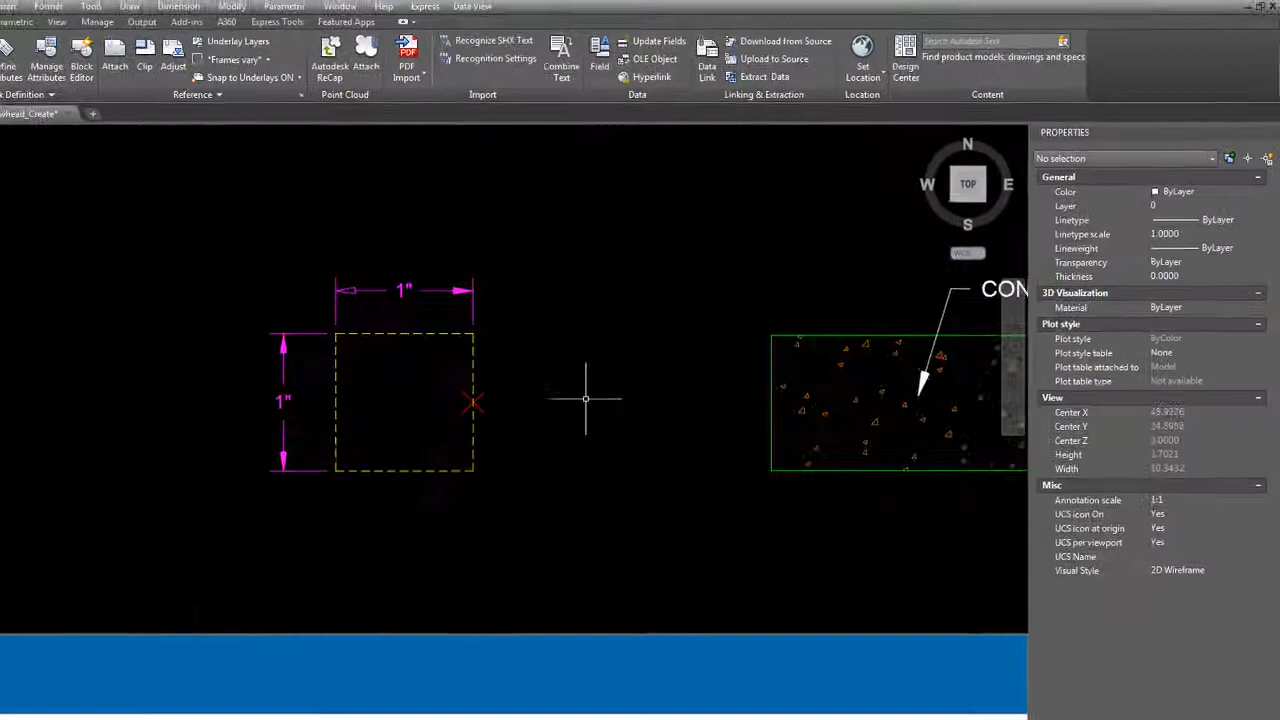 Format Tools Draw Dimension Modify Parametric Window Help Express Data View
View Manage Output Add-ins A360 Express Tools Featured Apps
Manage Attributes
Block Editor
Attach
Clip
Adjust
Underlay Layers
"Frames vary"
Snap to Underlays ON
Reference
Autodesk ReCap
Attach
Point Cloud
PDF Import
Recognize SHX Text
Recognition Settings
Combine Text
Import
Field
Update Fields
OLE Object
Hyperlink
Data
Data Link
Download from Source
Upload to Source
Extract Data
Linking & Extraction
Set Location
Location
Design Center
Search Autodesk Seek
Find product models, drawings and specs
Content
whead_Create*
N
W TOP E
S
WCS
1"
1"
CON
PROPERTIES
No selection
General
Color ByLayer
Layer 0
Linetype ByLayer
Linetype scale 1.0000
Lineweight ByLayer
Transparency ByLayer
Thickness 0.0000
3D Visualization
Material ByLayer
Plot style
Plot style ByColor
Plot style table None
Plot table attached to Model
Plot table type Not available
View
Center X
Center Y
Center Z
Height 1.7021
Width
Misc
Annotation scale 1:1
UCS icon On Yes
UCS icon at origin Yes
UCS per viewport Yes
UCS Name
Visual Style 2D Wireframe